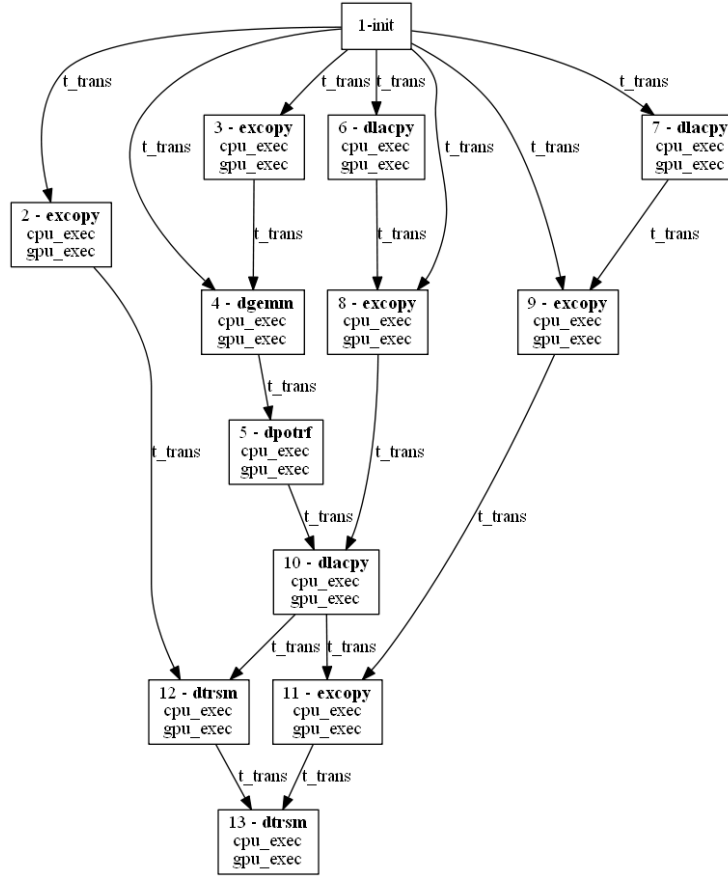 1-init
t_trans
t_trans
t_trans
t_trans
3 - excopy
cpu_exec
gpu_exec
6 - dlacpy
cpu_exec
gpu_exec
7 - dlacpy
cpu_exec
gpu_exec
t_trans
t_trans
t_trans
2 - excopy
cpu_exec
gpu_exec
t_trans
t_trans
t_trans
4 - dgemm
cpu_exec
gpu_exec
8 - excopy
cpu_exec
gpu_exec
9 - excopy
cpu_exec
gpu_exec
t_trans
5 - dpotrf
cpu_exec
gpu_exec
t_trans
t_trans
t_trans
t_trans
10 - dlacpy
cpu_exec
gpu_exec
t_trans
t_trans
12 - dtrsm
cpu_exec
gpu_exec
11 - excopy
cpu_exec
gpu_exec
t_trans
t_trans
13 - dtrsm
cpu_exec
gpu_exec